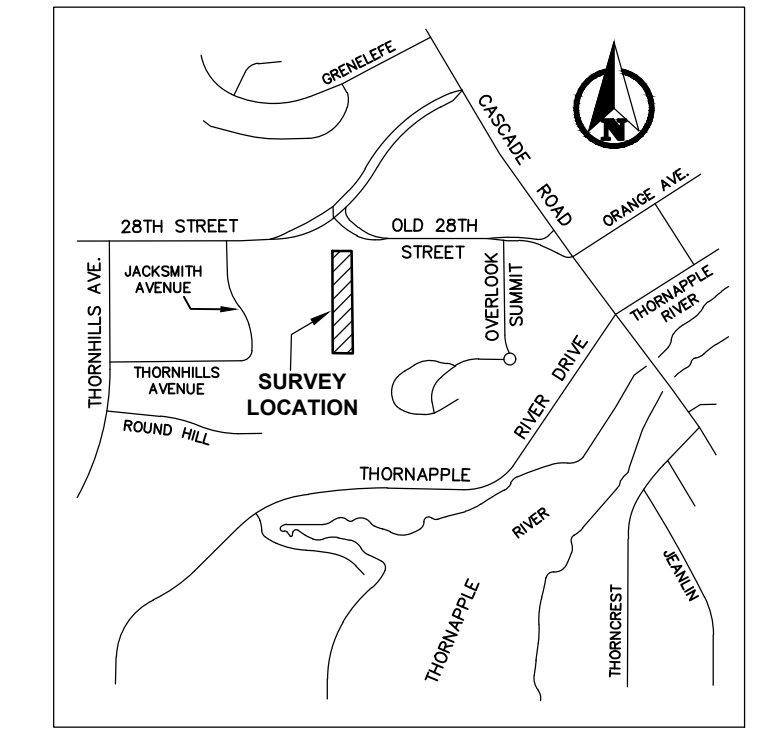 GRENELEFE
CASCADE ROAD
N
ORANGE AVE.
28TH STREET
OLD 28TH
STREET
JACKSMITH
AVENUE
THORNHILLS AVE.
OVERLOOK
SUMMIT
THORNAPPLE
RIVER
THORNHILLS
AVENUE
SURVEY
LOCATION
RIVER DRIVE
ROUND HILL
THORNAPPLE
RIVER
THORNAPPLE
THORNCREST
JEANLIN